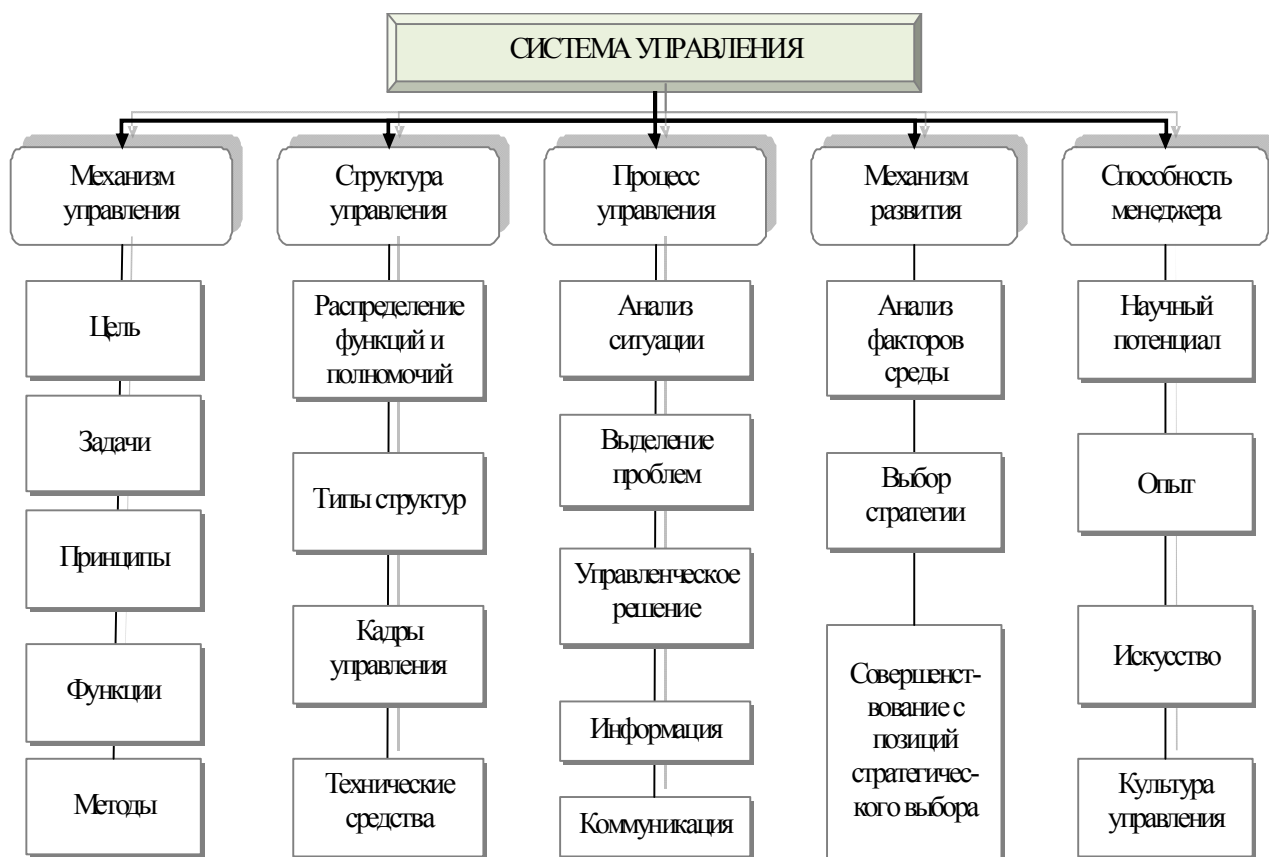 СИСТЕМА УПРАВЛЕНИЯ
Механизм
управления
Цель
Задачи
Принципы
Функции
Методы
Структура
управления
Распределение
функций и
полномочий
Типы структур
Кадры
управления
Технические
средства
Процесс
управления
Анализ
ситуации
Выделение
проблем
Управленческое
решение
Информация
Коммуникация
Механизм
развития
Анализ
факторов
среды
Выбор
стратегии
Совершенст-
вование с
позиций
стратегичес-
кого выбора
Способность
менеджера
Научный
потенциал
Опыт
Искусство
Культура
управления